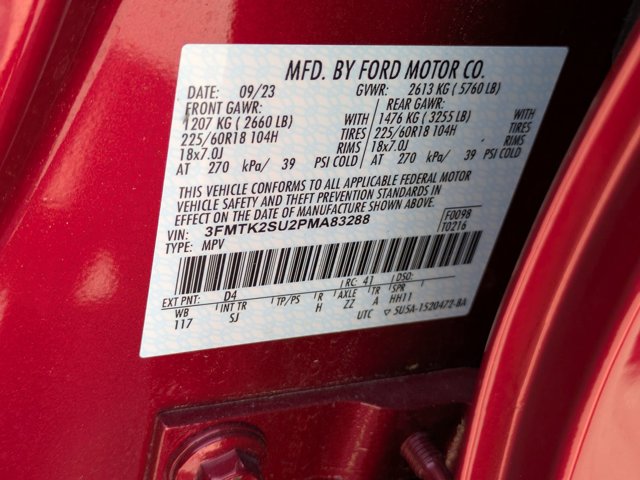 MFD. BY FORD MOTOR CO.
DATE: 09/23 GVWR: 2613 KG ( 5760 LB)
FRONT GAWR: REAR GAWR:
1207 KG ( 2660 LB) WITH 1476 KG ( 3255 LB) WITH
225/60R18 104H TIRES 225/60R18 104H TIRES
18x7.0J RIMS 18x7.0J RIMS
AT 270 kPa/ 39 PSI COLD AT 270 kPa/ 39 PSI COLD
THIS VEHICLE CONFORMS TO ALL APPLICABLE FEDERAL MOTOR
VEHICLE SAFETY AND THEFT PREVENTION STANDARDS IN
EFFECT ON THE DATE OF MANUFACTURE SHOWN ABOVE.
VIN: 3FMTK2SU2PMA83288 F0098
TYPE: MPV T0216
EXT PNT: D4 RC: 41 DSO:
WB INT TR TP/PS R AXLE TR SPR
117 SJ H ZZ A HH11
UTC ▽ 5U5A-1520472-BA